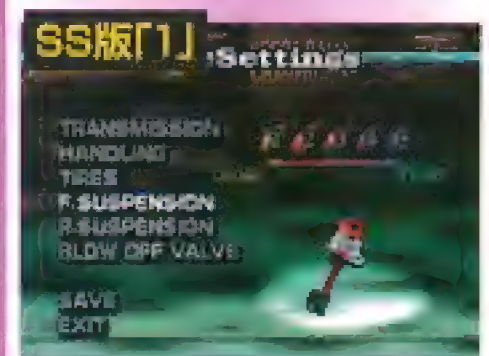 SS版「1」
Settings
TRANSMISSION
HANDLING
TIRES
F.SUSPENSION
R.SUSPENSION
BLOW OFF VALVE
SAVE
EXIT